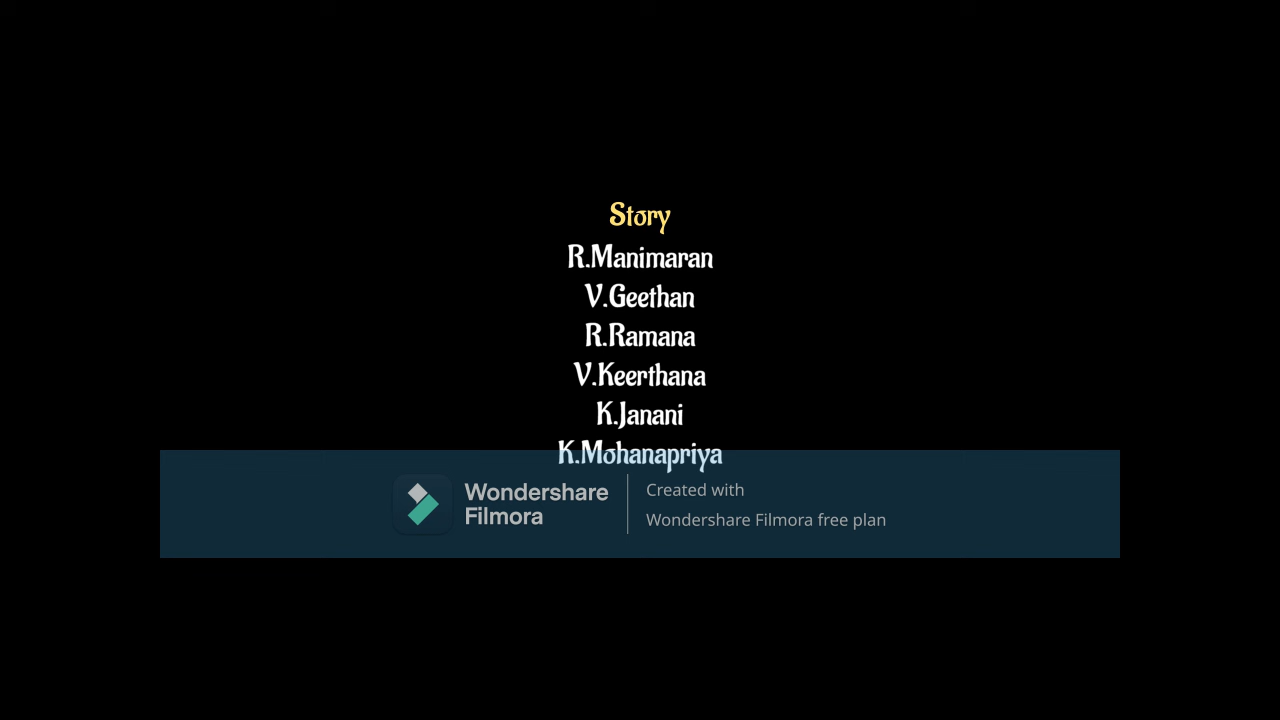 Story
R.Manimaran
V.Geethan
R.Ramana
V.Keerthana
K.Janani
K.Mohanapriya
Wondershare
Filmora
Created with
Wondershare Filmora free plan